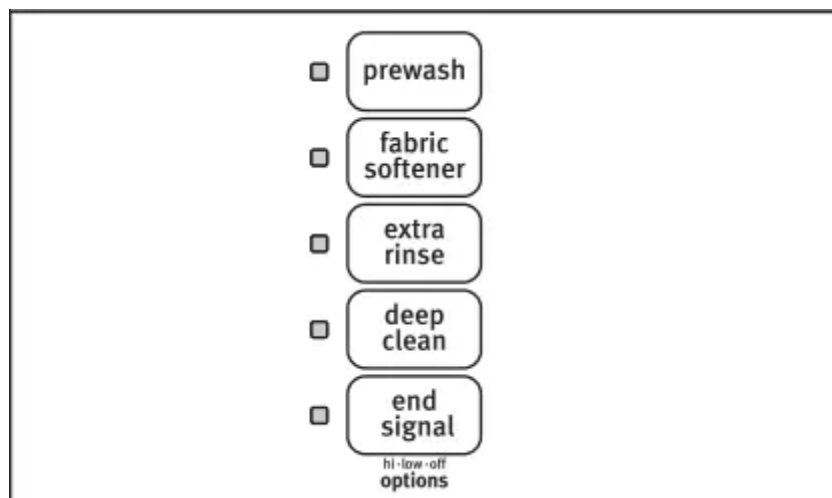 prewash
fabric
softener
extra
rinse
deep
clean
end
signal
hi-low-off
options